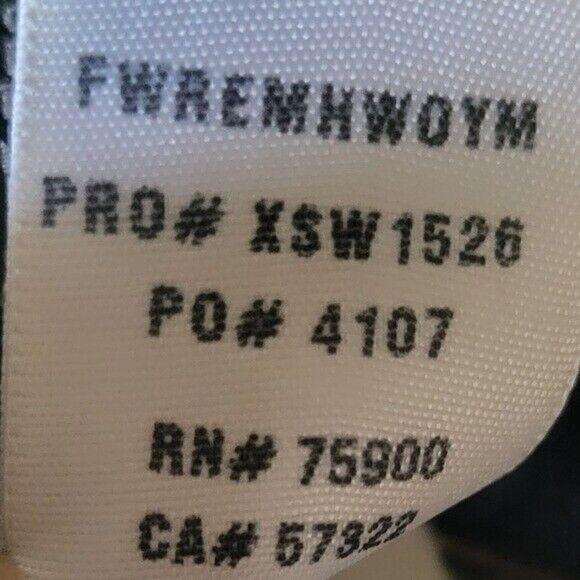 FWREMHWOYM
PRO# XSW1526
PO# 4107
RN# 75900
CA# 57322